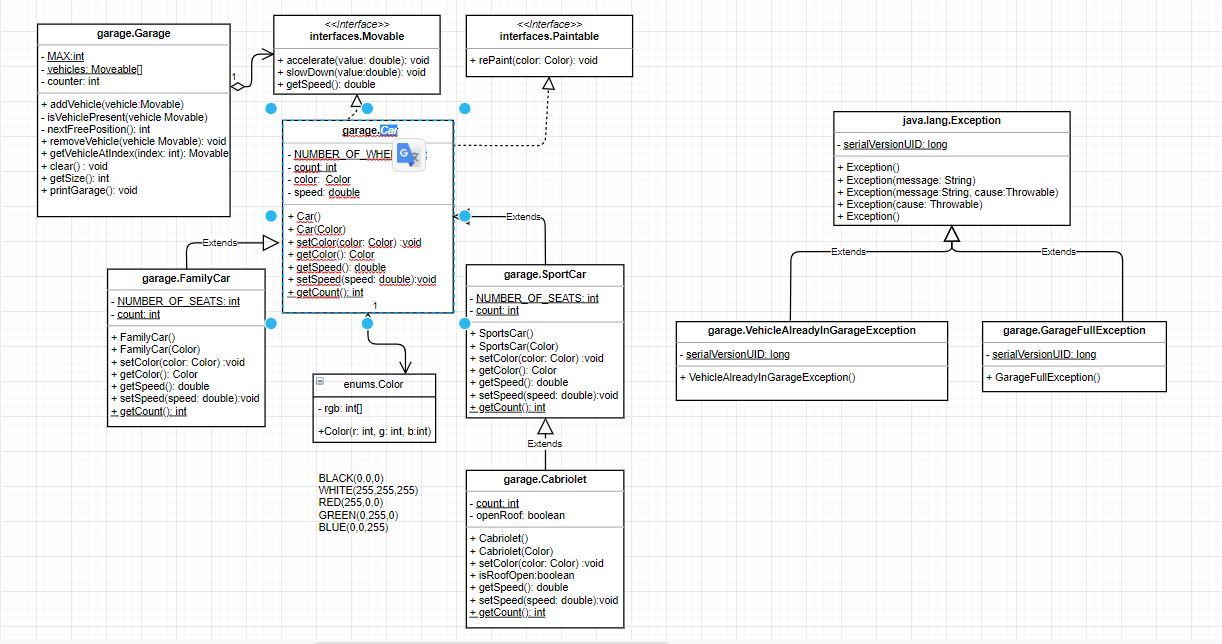 garage.Garage
- MAX:int
- vehicles: Moveable[]
- counter: int
+ addVehicle(vehicle:Movable)
- isVehiclePresent(vehicle Movable)
- nextFreePosition(): int
+ removeVehicle(vehicle Movable): void
+ getVehicleAtIndex(index: int): Movable
+ clear() : void
+ getSize(): int
+ printGarage(): void
1
<<Interface>>
interfaces.Movable
+ accelerate(value: double): void
+ slowDown(value:double): void
+ getSpeed(): double
<<Interface>>
interfaces.Paintable
+ rePaint(color: Color): void
garage.Car
- NUMBER_OF_WHE
- count: int
- color: Color
- speed: double
+ Car()
+ Car(Color)
+ setColor(color: Color) :void
+ getColor(): Color
+ getSpeed(): double
+ setSpeed(speed: double):void
+ getCount(): int
1
Extends
Extends
garage.FamilyCar
- NUMBER_OF_SEATS: int
- count: int
+ FamilyCar()
+ FamilyCar(Color)
+ setColor(color: Color) :void
+ getColor(): Color
+ getSpeed(): double
+ setSpeed(speed: double):void
+ getCount(): int
enums.Color
- rgb: int[]
+Color(r: int, g: int, b:int)
BLACK(0,0,0)
WHITE(255,255,255)
RED(255,0,0)
GREEN(0,255,0)
BLUE(0,0,255)
garage.SportCar
- NUMBER_OF_SEATS: int
- count: int
+ SportsCar()
+ SportsCar(Color)
+ setColor(color: Color) :void
+ getColor(): Color
+ getSpeed(): double
+ setSpeed(speed: double):void
+ getCount(): int
Extends
garage.Cabriolet
- count: int
- openRoof: boolean
+ Cabriolet()
+ Cabriolet(Color)
+ setColor(color: Color) :void
+ isRoofOpen:boolean
+ getSpeed(): double
+ setSpeed(speed: double):void
+ getCount(): int
java.lang.Exception
- serialVersionUID: long
+ Exception()
+ Exception(message: String)
+ Exception(message:String, cause:Throwable)
+ Exception(cause: Throwable)
+ Exception()
Extends
Extends
garage.VehicleAlreadyInGarageException
- serialVersionUID: long
+ VehicleAlreadyInGarageException()
garage.GarageFullException
- serialVersionUID: long
+ GarageFullException()